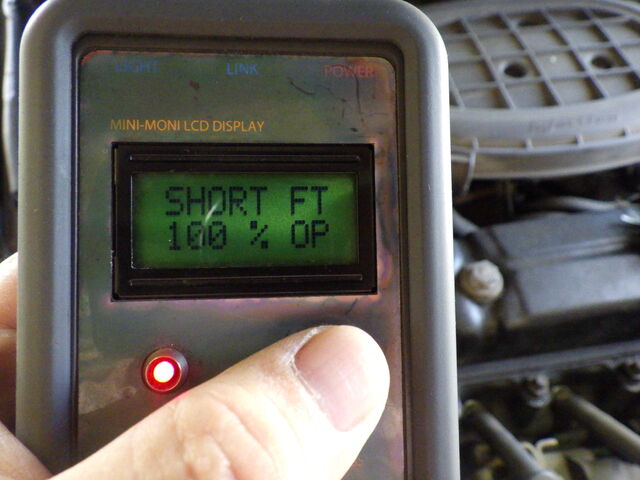 LIGHT LINK POWER
MINI-MONI LCD DISPLAY
SHORT FT
100 % OP